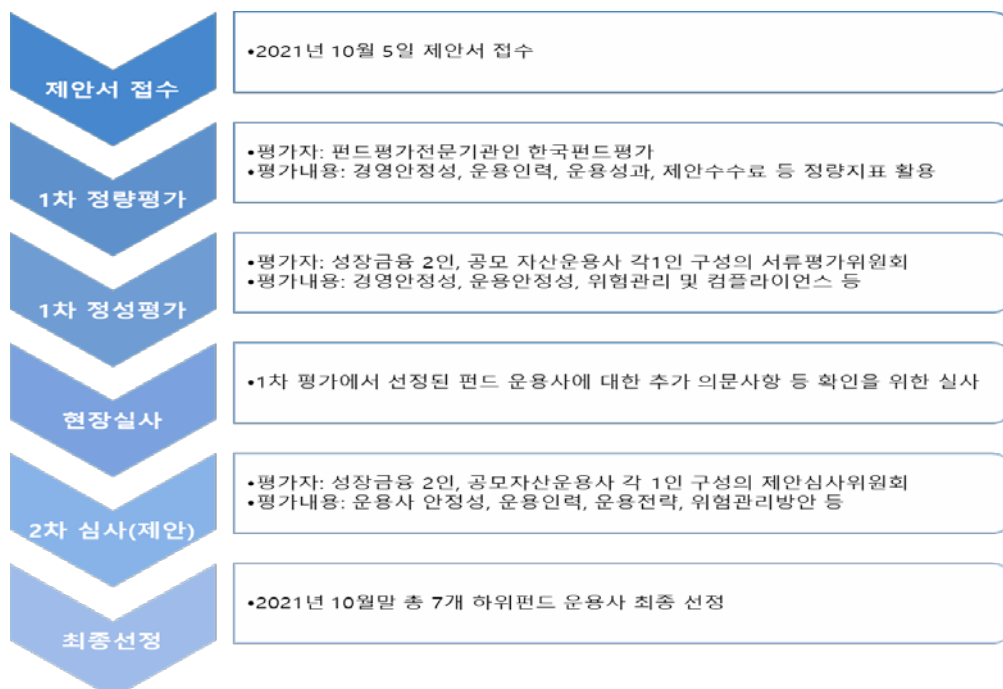 제안서 접수
•2021년 10월 5일 제안서 접수
1차 정량평가
•평가자: 펀드평가전문기관인 한국펀드평가
•평가내용: 경영안정성, 운용인력, 운용성과, 제안수수료 등 정량지표 활용
1차 정성평가
•평가자: 성장금융 2인, 공모 자산운용사 각1인 구성의 서류평가위원회
•평가내용: 경영안정성, 운용안정성, 위험관리 및 컴플라이언스 등
현장실사
•1차 평가에서 선정된 펀드 운용사에 대한 추가 의문사항 등 확인을 위한 실사
2차 심사(제안)
•평가자: 성장금융 2인, 공모자산운용사 각 1인 구성의 제안심사위원회
•평가내용: 운용사 안정성, 운용인력, 운용전략, 위험관리방안 등
최종선정
•2021년 10월말 총 7개 하위펀드 운용사 최종 선정